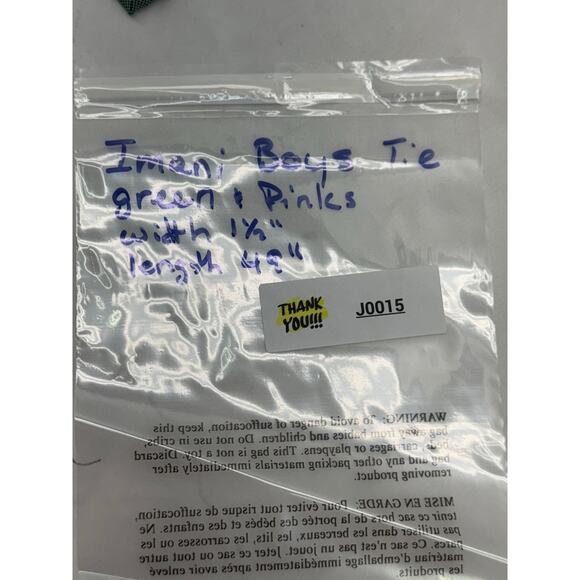 Imani Boys Tie
green & Pinks
width 1½"
length 49"
THANK
YOU!!!
J0015
WARNING: To avoid danger of suffocation, keep this
bag away from babies and children. Do not use in cribs,
beds, carriages or playpens. This bag is not a toy. Discard
bag and any other packing materials immediately after
removing product.
MISE EN GARDE: Pour éviter tout risque de suffocation,
tenir ce sac hors de la portée des bébés et des enfants. Ne
pas utiliser dans les berceaux, les lits, les carrosses ou les
parcs. Ce sac n'est pas un jouet. Jeter ce sac ou tout autre
matériau d'emballage immédiatement après avoir enlevé
les produits.